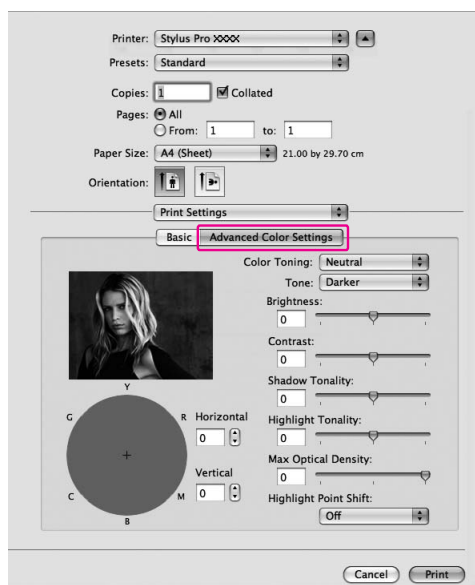 Printer: Stylus Pro XXXX
Presets: Standard
Copies: 1 Collated
Pages: All
From: 1 to: 1
Paper Size: A4 (Sheet) 21.00 by 29.70 cm
Orientation:
Print Settings
Basic Advanced Color Settings
Color Toning: Neutral
Tone: Darker
Brightness:
0
Contrast:
0
Shadow Tonality:
0
Highlight Tonality:
0
Max Optical Density:
0
Highlight Point Shift:
Off
Y
G R
C M
B
Horizontal
0
Vertical
0
Cancel Print